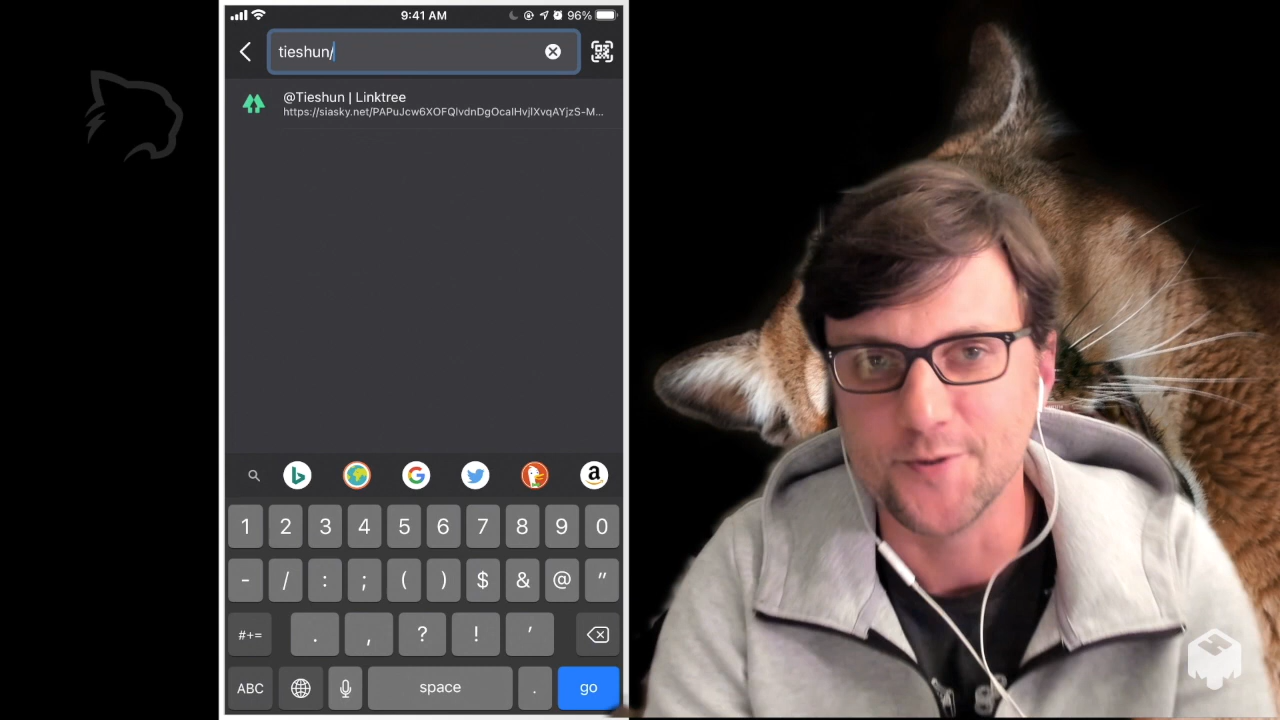 9:41 AM
96%
tieshun/
@Tieshun | Linktree
https://siasky.net/PAPuJcw6XOFQlvdnDgOcaIHvjlXvqAYjzS-M...
1 2 3 4 5 6 7 8 9 0
- / : ; ( ) $ & @ "
#+= . , ? ! ’
ABC space . go